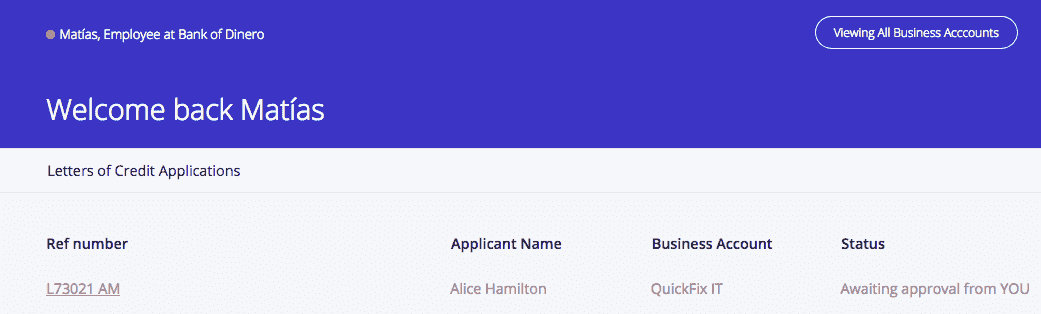 Matías, Employee at Bank of Dinero
Viewing All Business Acccounts
Welcome back Matías
Letters of Credit Applications
Ref number Applicant Name Business Account Status
L73021 AM Alice Hamilton QuickFix IT Awaiting approval from YOU